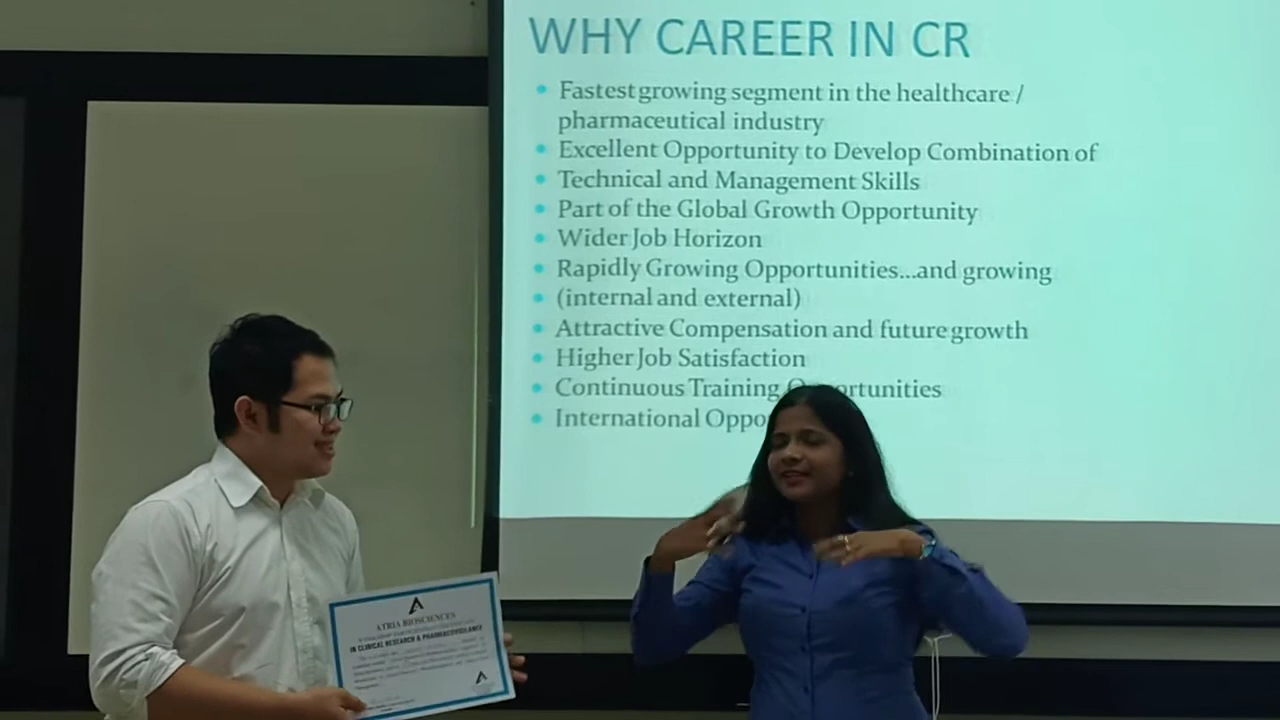 WHY CAREER IN CR
• Fastest growing segment in the healthcare /
pharmaceutical industry
• Excellent Opportunity to Develop Combination of
• Technical and Management Skills
• Part of the Global Growth Opportunity
• Wider Job Horizon
• Rapidly Growing Opportunities...and growing
• (internal and external)
• Attractive Compensation and future growth
• Higher Job Satisfaction
• Continuous Training O ortunities
• International Oppo
ATRIA BIOSCIENCES
IN CLINICAL RESEARCH & PHARMACOVIGILANCE